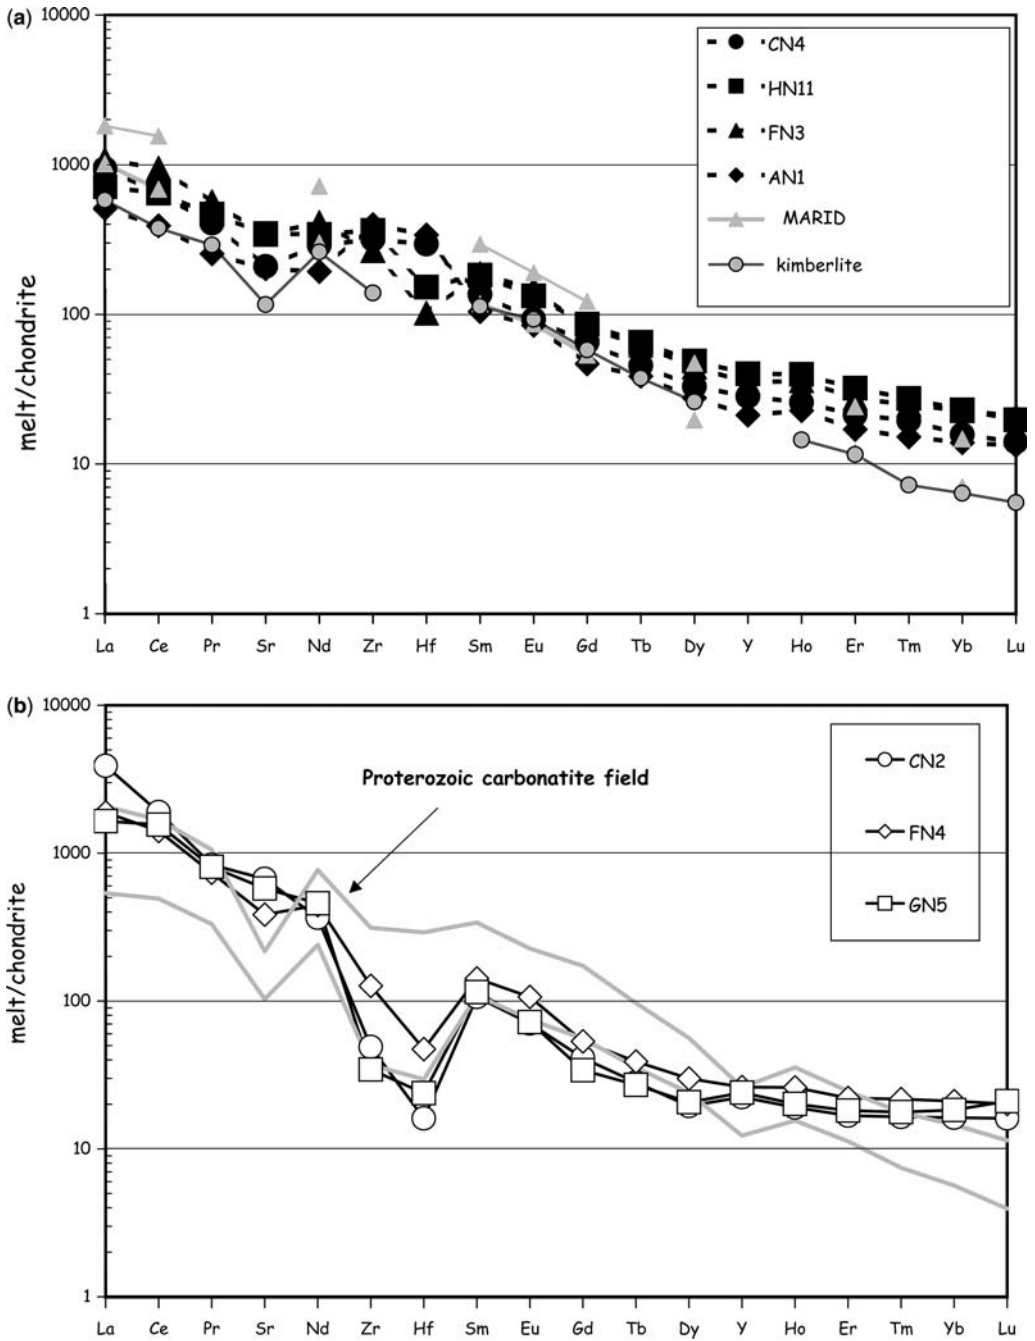 (a)
10000
1000
100
10
1
melt/chondrite
CN4
HN11
FN3
AN1
MARID
kimberlite
La Ce Pr Sr Nd Zr Hf Sm Eu Gd Tb Dy Y Ho Er Tm Yb Lu
(b)
10000
1000
100
10
1
melt/chondrite
Proterozoic carbonatite field
CN2
FN4
GN5
La Ce Pr Sr Nd Zr Hf Sm Eu Gd Tb Dy Y Ho Er Tm Yb Lu